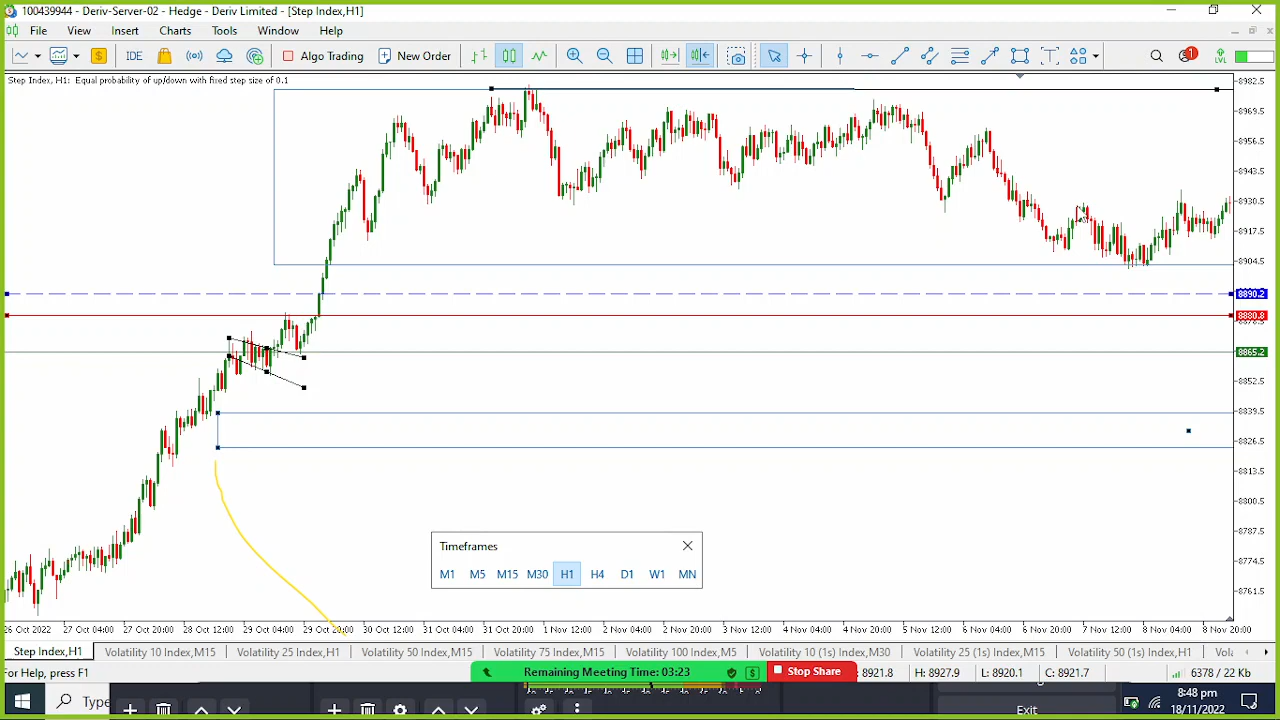 100439944 - Deriv-Server-02 - Hedge - Deriv Limited - [Step Index,H1]
File View Insert Charts Tools Window Help
IDE Algo Trading New Order 1 LVL
Step Index, H1: Equal probability of up/down with fixed step size of 0.1
8982.5
8969.5
8956.5
8943.5
8930.5
8917.5
8904.5
8890.2
8880.8
8865.2
8852.5
8839.5
8826.5
8813.5
8800.5
8787.5
8774.5
8761.5
Timeframes
M1 M5 M15 M30 H1 H4 D1 W1 MN
26 Oct 2022 27 Oct 04:00 27 Oct 20:00 28 Oct 12:00 29 Oct 04:00 29 Oct 20:00 30 Oct 12:00 31 Oct 04:00 31 Oct 20:00 1 Nov 12:00 2 Nov 04:00 2 Nov 20:00 3 Nov 12:00 4 Nov 04:00 4 Nov 20:00 5 Nov 12:00 6 Nov 04:00 6 Nov 20:00 7 Nov 12:00 8 Nov 04:00 8 Nov 20:00
Step Index,H1 Volatility 10 Index,M15 Volatility 25 Index,H1 Volatility 50 Index,M15 Volatility 75 Index,M15 Volatility 100 Index,M5 Volatility 10 (1s) Index,M30 Volatility 25 (1s) Index,M15 Volatility 50 (1s) Index,H1 Vola
For Help, press F1 Remaining Meeting Time: 03:23 Stop Share 8921.8 H: 8927.9 L: 8920.1 C: 8921.7 6378 / 22 Kb
Type Exit 8:48 pm
18/11/2022